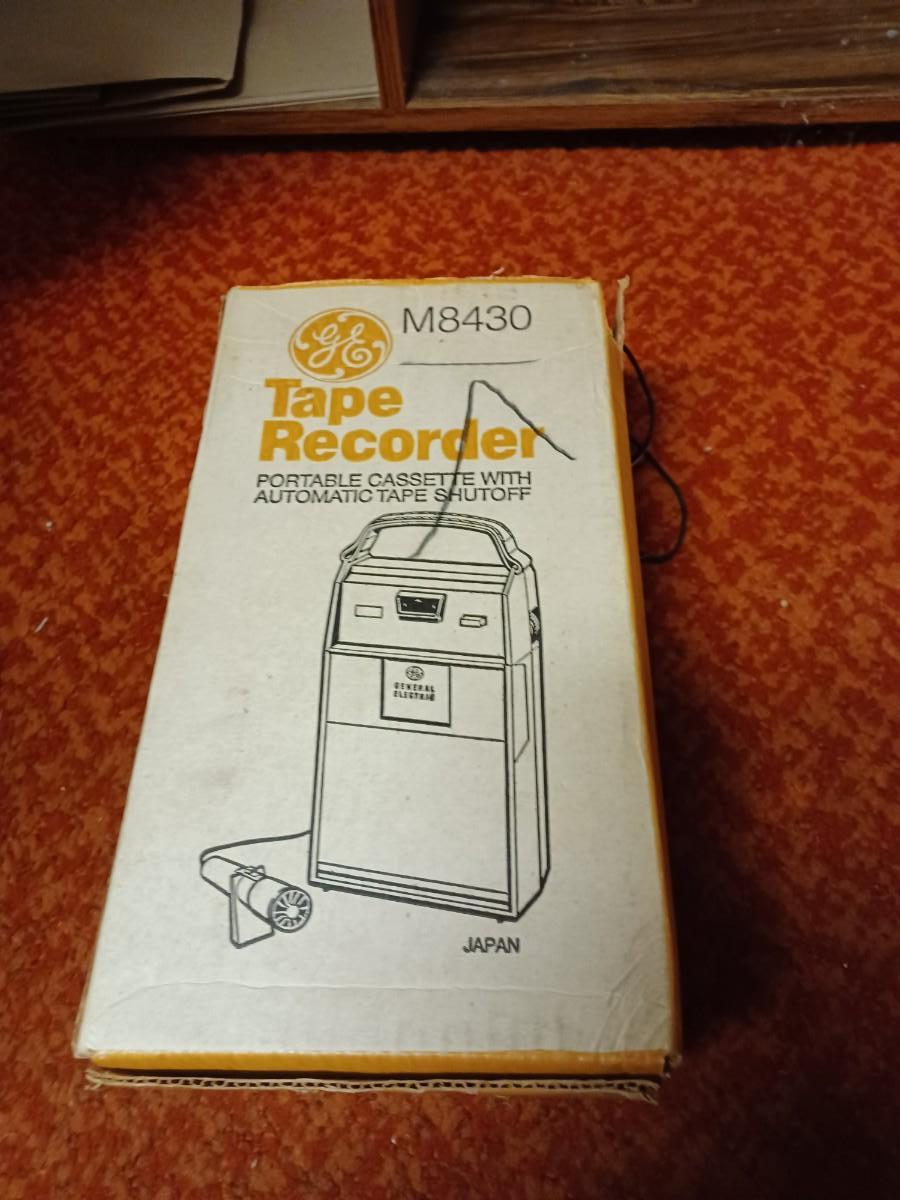 GE
M8430
Tape
Recorder
PORTABLE CASSETTE WITH
AUTOMATIC TAPE SHUTOFF
GENERAL
ELECTRIC
JAPAN